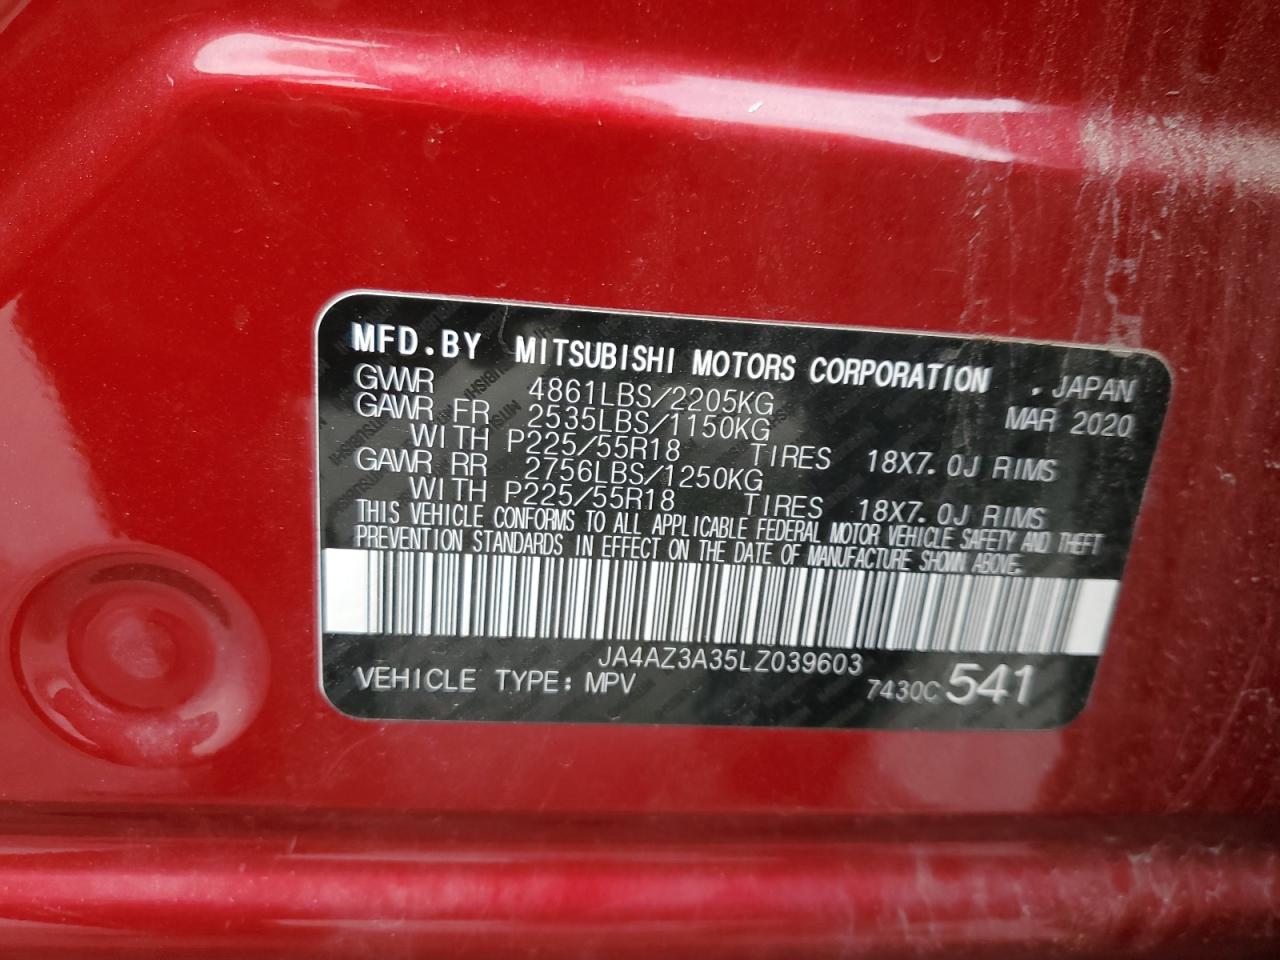 MFD.BY MITSUBISHI MOTORS CORPORATION , JAPAN
GVWR 4861LBS/2205KG MAR 2020
GAWR FR 2535LBS/1150KG
WITH P225/55R18 TIRES 18X7.0J RIMS
GAWR RR 2756LBS/1250KG
WITH P225/55R18 TIRES 18X7.0J RIMS
THIS VEHICLE CONFORMS TO ALL APPLICABLE FEDERAL MOTOR VEHICLE SAFETY AND THEFT
PREVENTION STANDARDS IN EFFECT ON THE DATE OF MANUFACTURE SHOWN ABOVE.
JA4AZ3A35LZ039603
VEHICLE TYPE: MPV 7430C 541